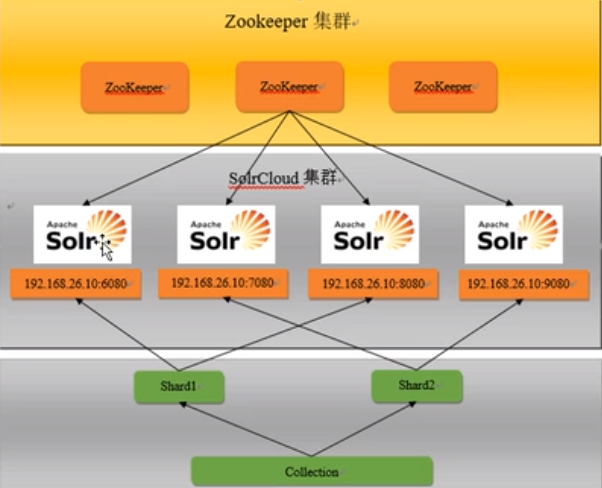 Zookeeper 集群
ZooKeeper
ZooKeeper
ZooKeeper
SolrCloud 集群
Apache
Solr
Apache
Solr
Apache
Solr
Apache
Solr
192.168.26.10:6080
192.168.26.10:7080
192.168.26.10:8080
192.168.26.10:9080
Shard1
Shard2
Collection